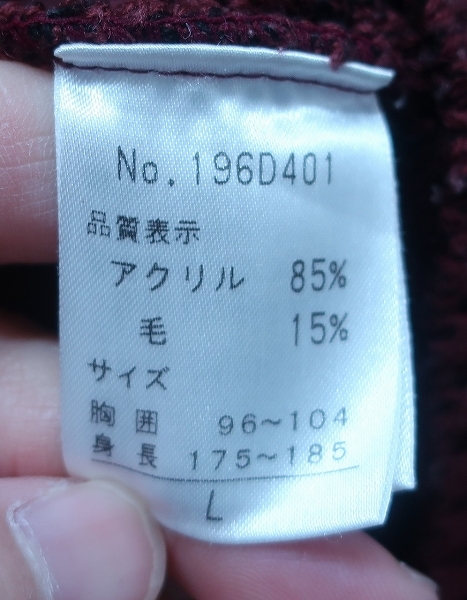 No.196D401
品質表示
アクリル 85%
毛 15%
サイズ
胸囲 96~104
身長 175~185
L